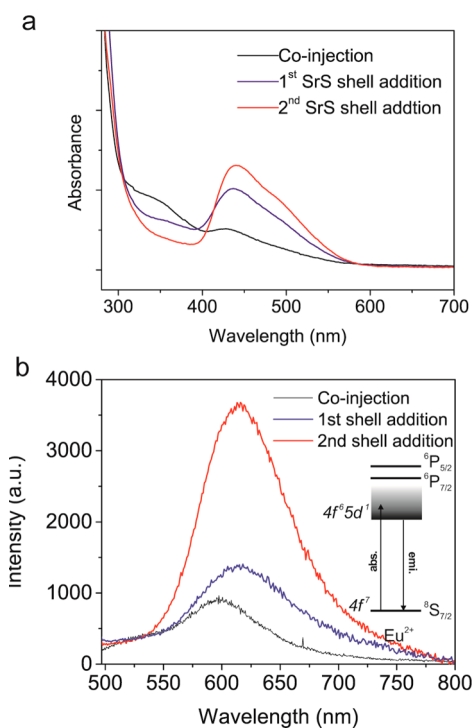 a
Co-injection
1st SrS shell addition
2nd SrS shell addtion
Absorbance
300 400 500 600 700
Wavelength (nm)
b
4000
3000
2000
1000
0
Co-injection
1st shell addition
2nd shell addition
Intensity (a.u.)
6P5/2
6P7/2
4f6 5d1
abs.
emi.
4f7
8S7/2
Eu2+
500 550 600 650 700 750 800
Wavelength (nm)